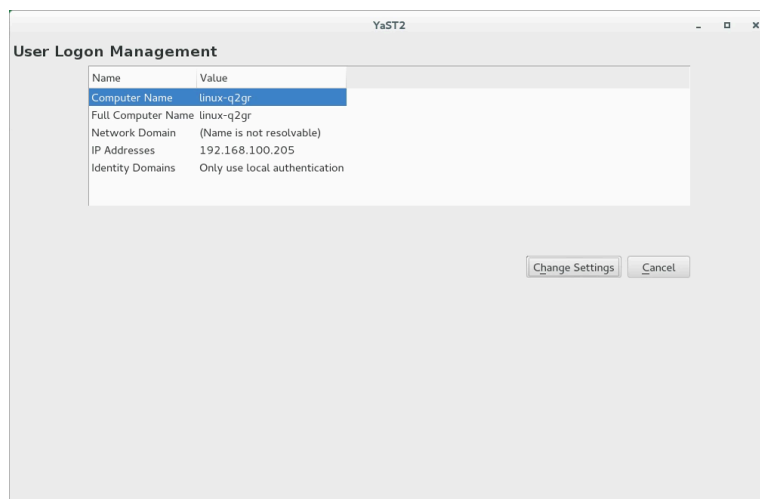 YaST2
User Logon Management
Name Value
Computer Name linux-q2gr
Full Computer Name linux-q2gr
Network Domain (Name is not resolvable)
IP Addresses 192.168.100.205
Identity Domains Only use local authentication
Change Settings Cancel